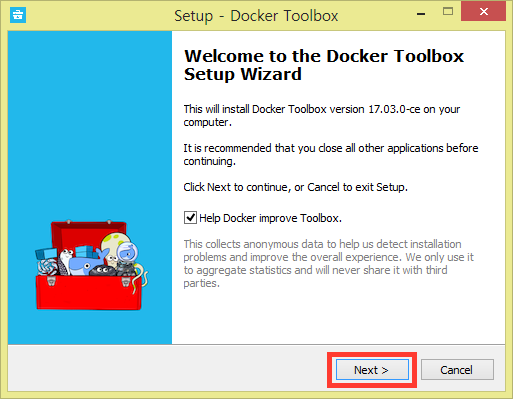 Setup - Docker Toolbox
Welcome to the Docker Toolbox
Setup Wizard
This will install Docker Toolbox version 17.03.0-ce on your
computer.
It is recommended that you close all other applications before
continuing.
Click Next to continue, or Cancel to exit Setup.
Help Docker improve Toolbox.
This collects anonymous data to help us detect installation
problems and improve the overall experience. We only use it
to aggregate statistics and will never share it with third
parties.
Next >
Cancel